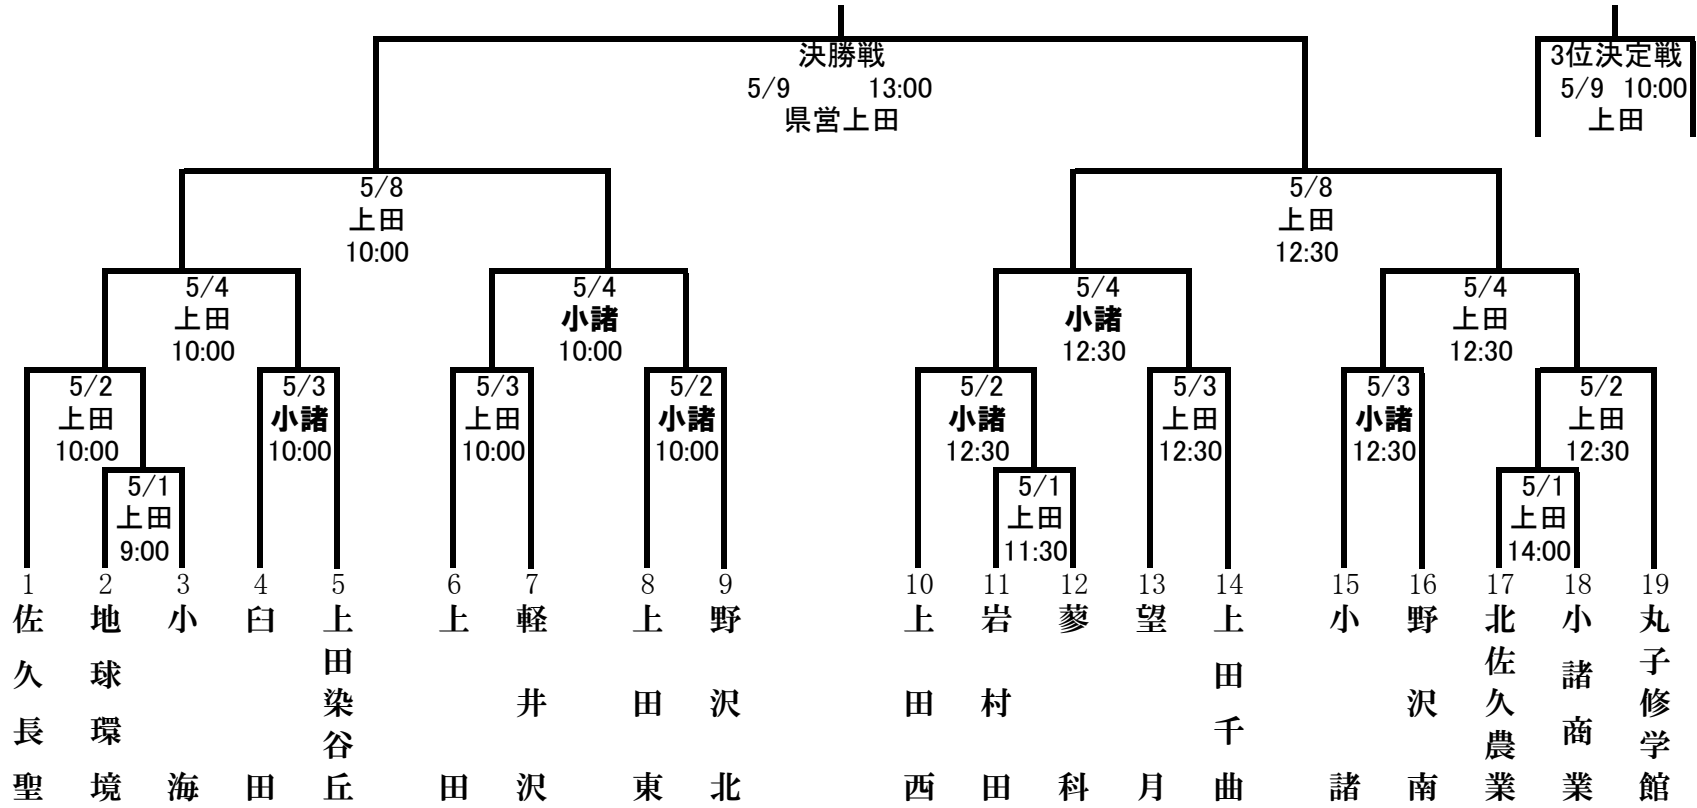 決勝戦
5/9 13:00
県営上田
3位決定戦
5/9 10:00
上田
5/8
上田
10:00
5/8
上田
12:30
5/4
上田
10:00
5/4
小諸
10:00
5/4
小諸
12:30
5/4
上田
12:30
5/2
上田
10:00
5/3
小諸
10:00
5/3
上田
10:00
5/2
小諸
10:00
5/2
小諸
12:30
5/3
上田
12:30
5/3
小諸
12:30
5/2
上田
12:30
5/1
上田
9:00
5/1
上田
11:30
5/1
上田
14:00
1
佐久長聖
2
地球環境
3
小海
4
臼田
5
上田染谷丘
6
上田
7
軽井沢
8
上田東
9
野沢北
10
上田西
11
岩村田
12
蓼科
13
望月
14
上田千曲
15
小諸
16
野沢南
17
北佐久農業
18
小諸商業
19
丸子修学館